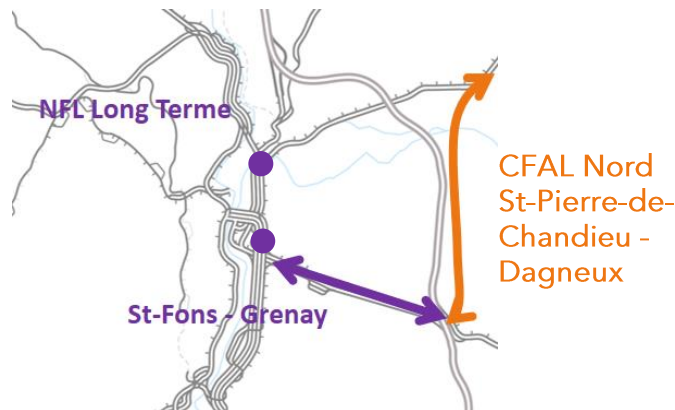 NFL Long Terme
CFAL Nord
St-Pierre-de-
Chandieu -
Dagneux
St-Fons - Grenay